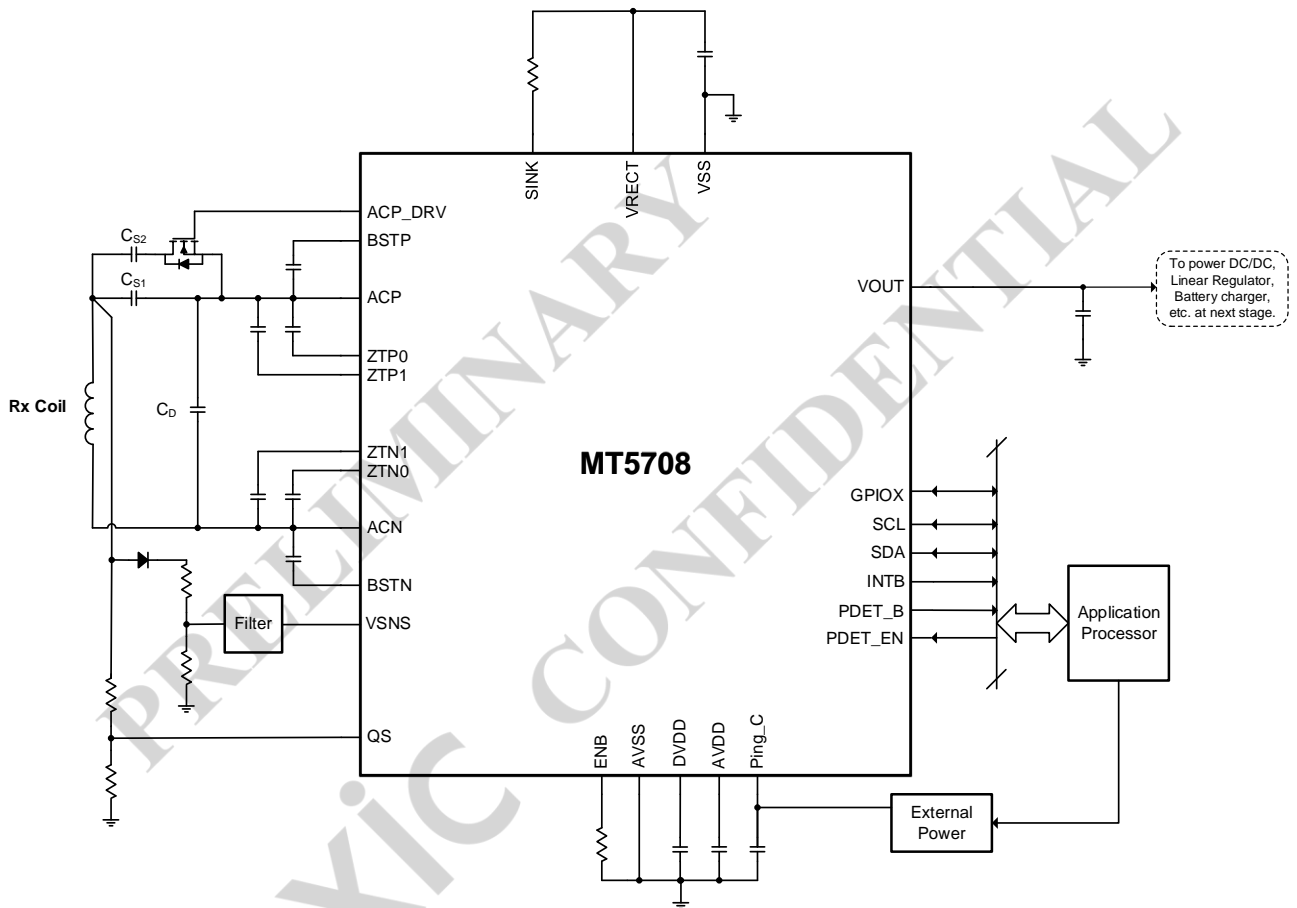 SINK
VRECT
VSS
ACP_DRV
BSTP
CS2
CS1
ACP
VOUT
To power DC/DC,
Linear Regulator,
Battery charger,
etc. at next stage.
ZTP0
ZTP1
Rx Coil
CD
ZTN1
ZTN0
MT5708
ACN
BSTN
GPIOX
SCL
SDA
INTB
PDET_B
PDET_EN
Application
Processor
Filter
VSNS
QS
ENB
AVSS
DVDD
AVDD
Ping_C
External
Power
PRELIMINARY
CONFIDENTIAL
xic